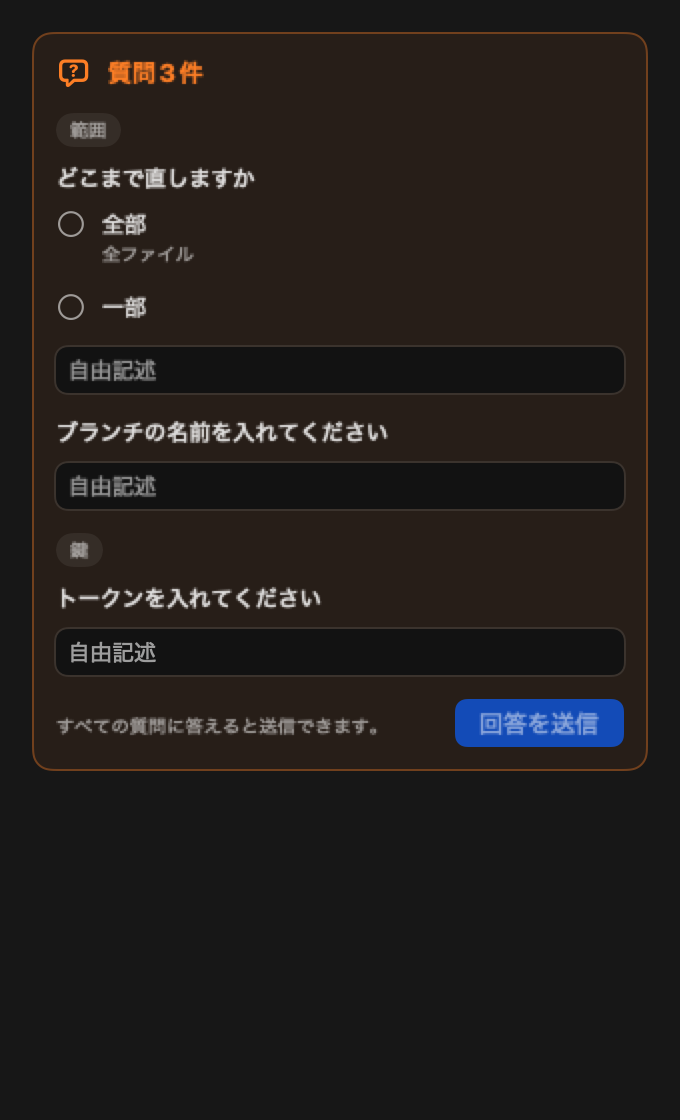 質問3件
範囲
どこまで直しますか
全部
全ファイル
一部
自由記述
ブランチの名前を入れてください
自由記述
鍵
トークンを入れてください
自由記述
すべての質問に答えると送信できます。
回答を送信